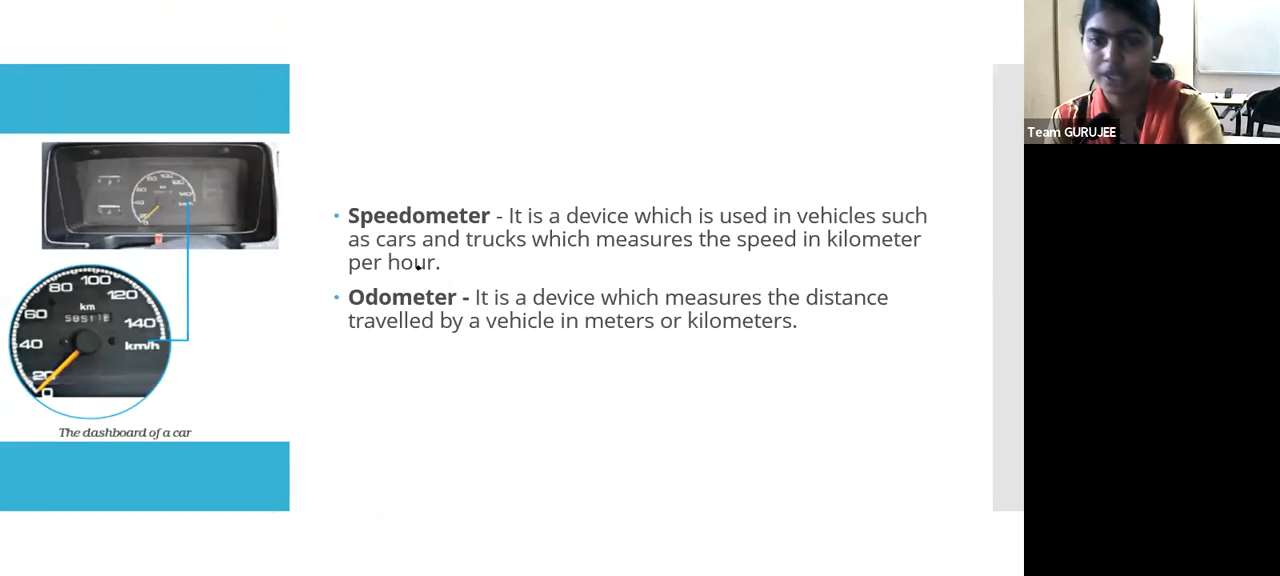 Team GURUJEE
• Speedometer - It is a device which is used in vehicles such
as cars and trucks which measures the speed in kilometer
per hour.
• Odometer - It is a device which measures the distance
travelled by a vehicle in meters or kilometers.
80 100
60 120
km
140
40 km/h
20
0
The dashboard of a car